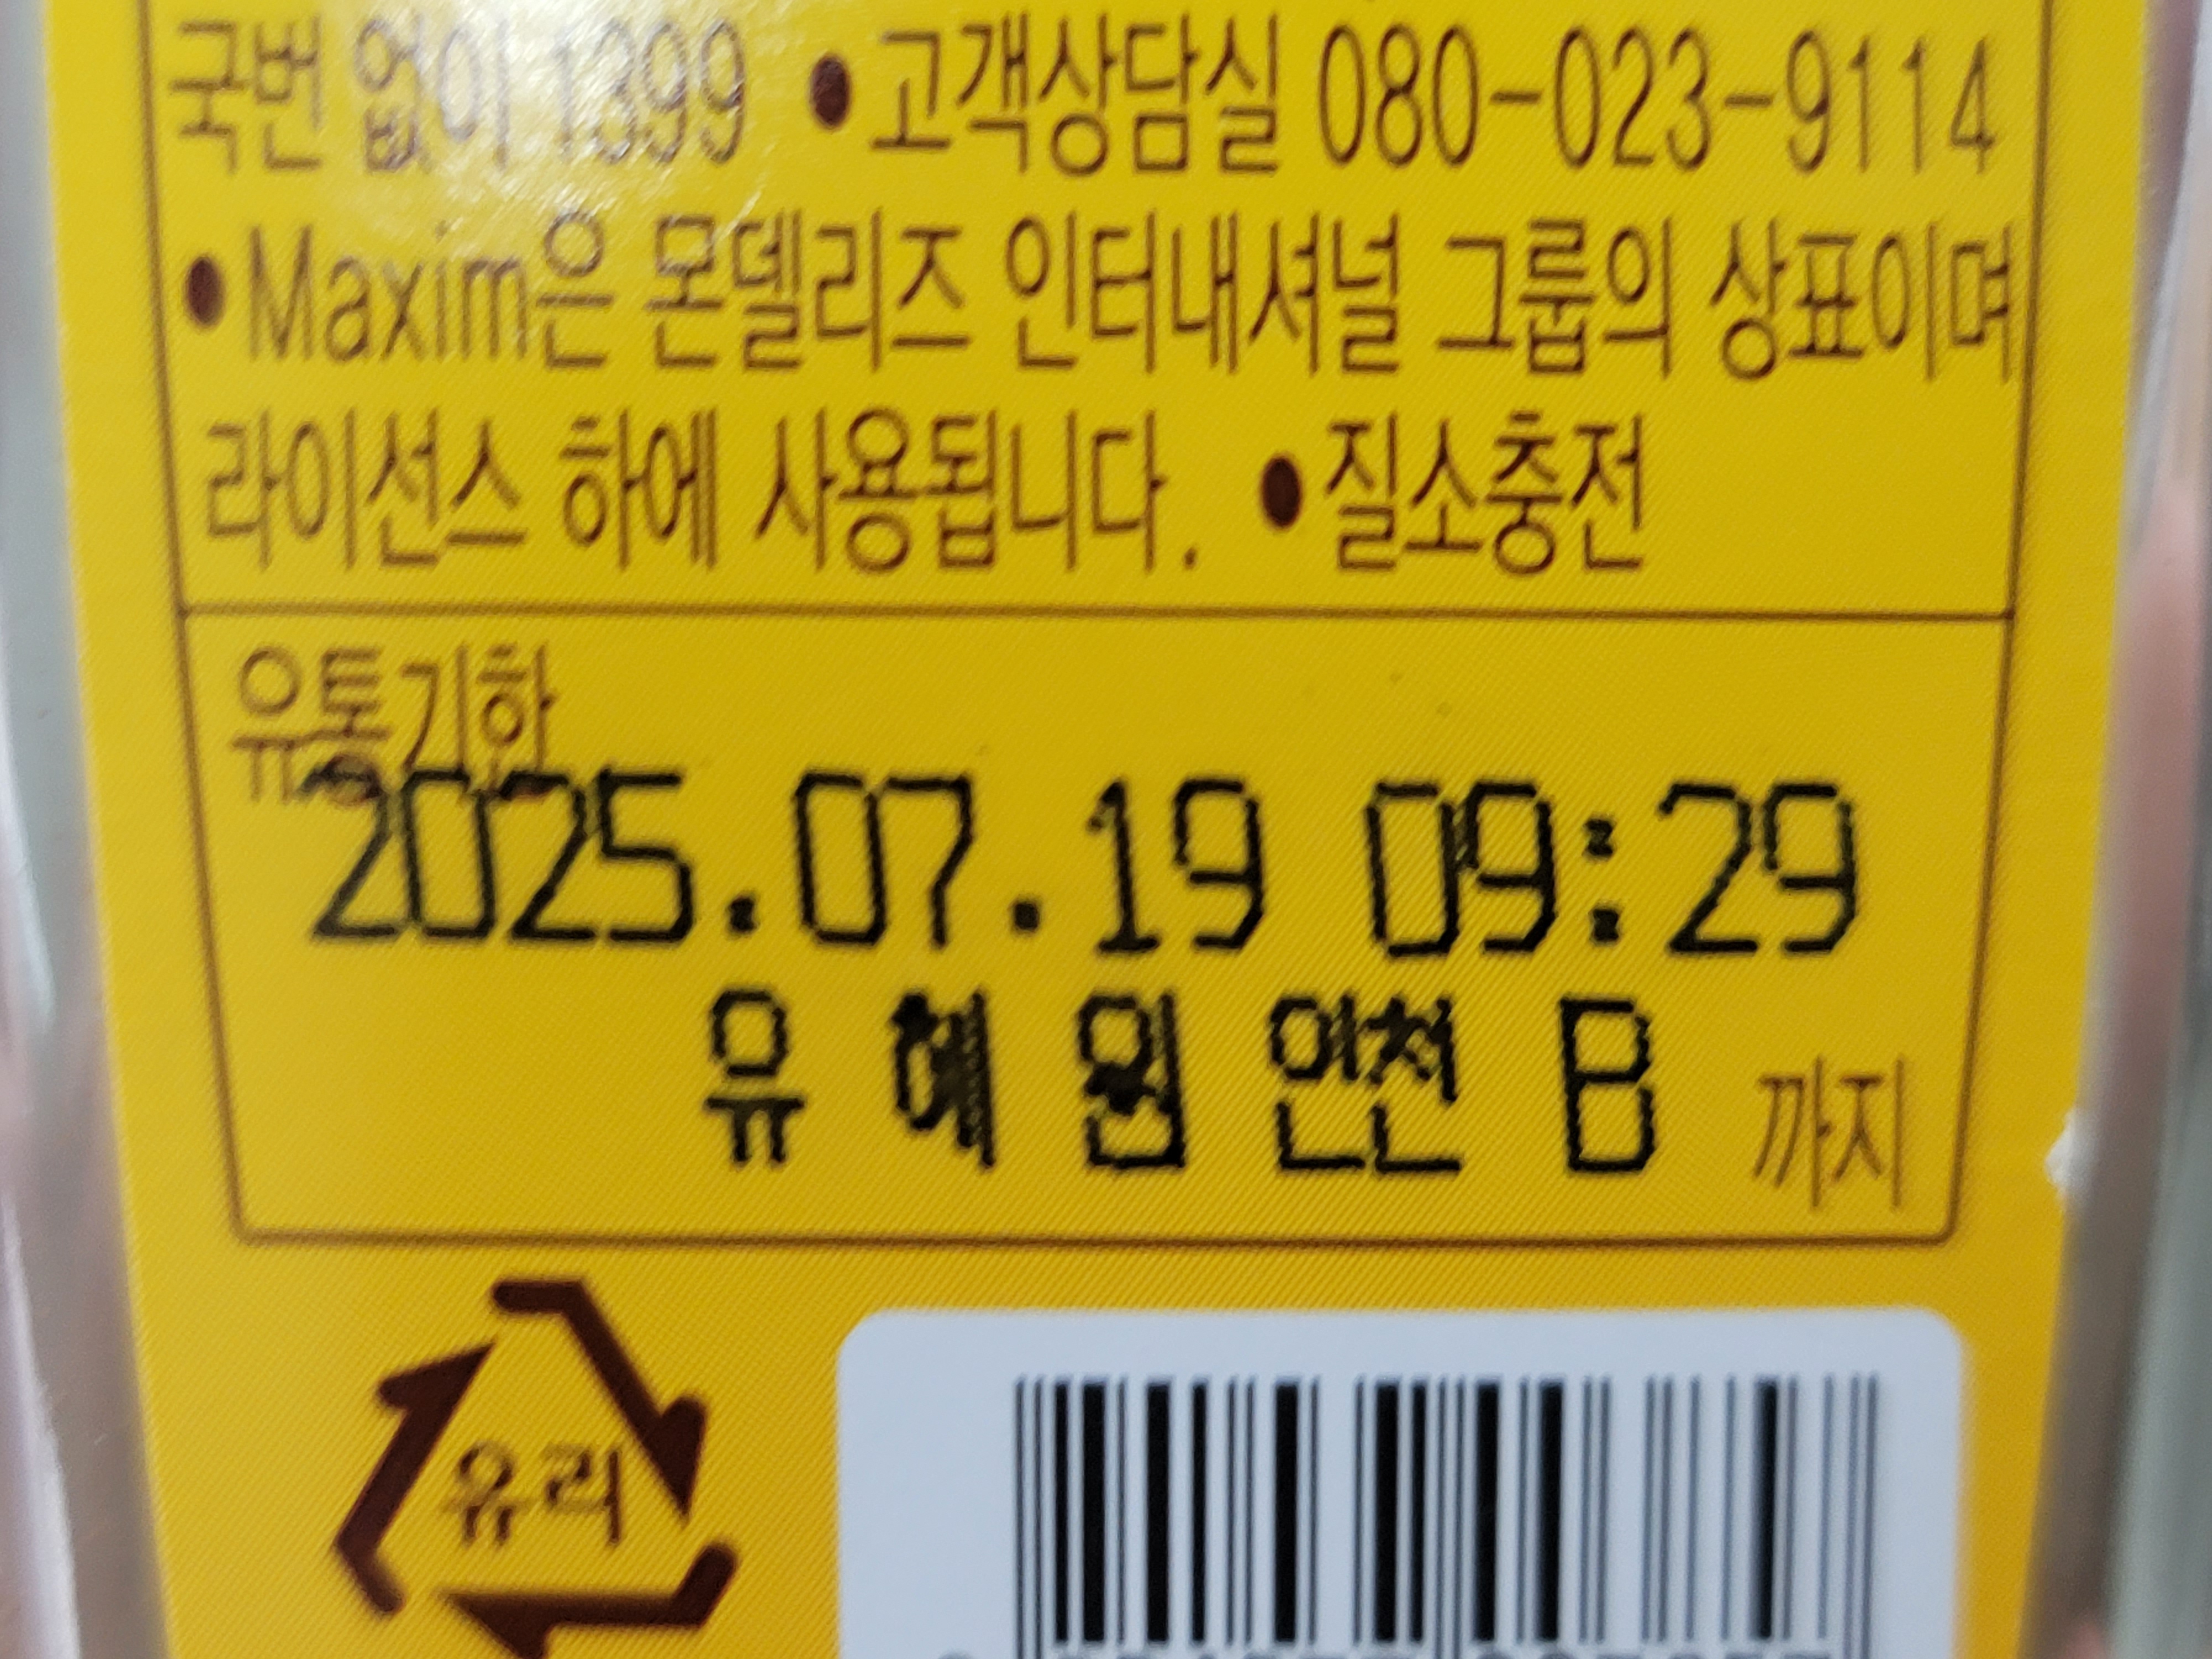 국번 없이 1399 •고객상담실 080-023-9114
•Maxim은 몬델리즈 인터내셔널 그룹의 상표이며
라이선스 하에 사용됩니다. •질소충전
유통기한
2025.07.19 09:29
유 혜 원 인천 B 까지
유리